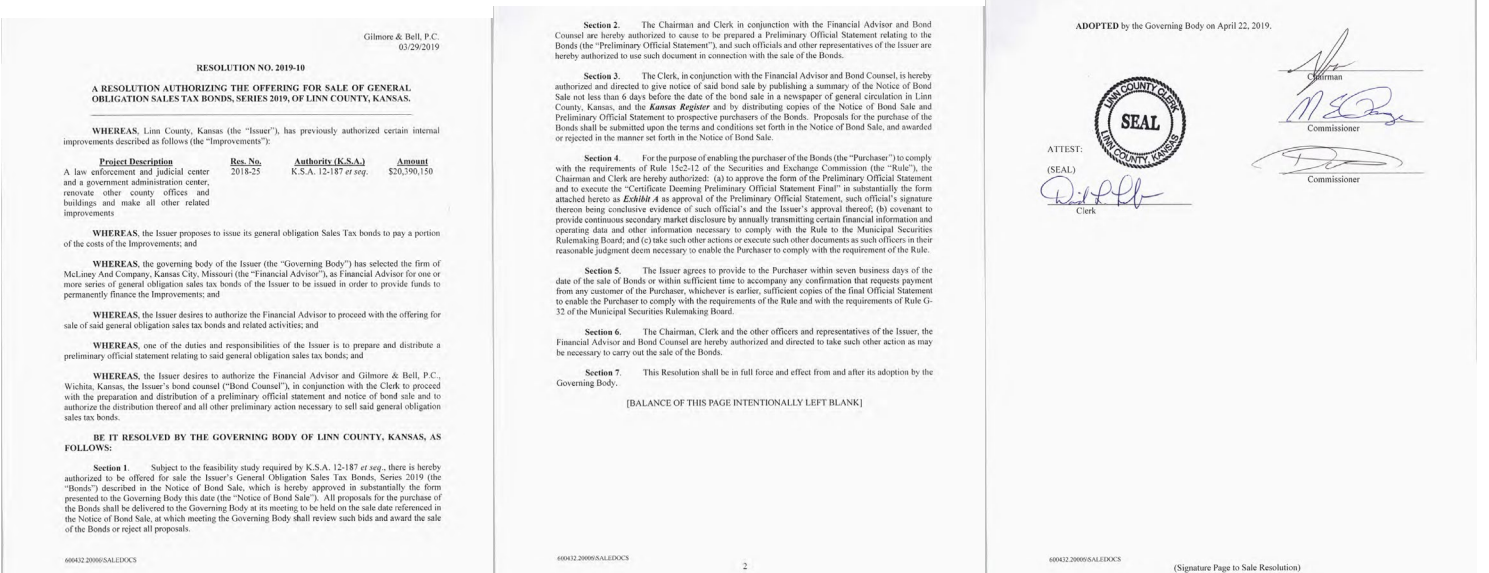 Gilmore & Bell, P.C.
03/29/2019
RESOLUTION NO. 2019-10
A RESOLUTION AUTHORIZING THE OFFERING FOR SALE OF GENERAL
OBLIGATION SALES TAX BONDS, SERIES 2019, OF LINN COUNTY, KANSAS.
WHEREAS, Linn County, Kansas (the “Issuer”), has previously authorized certain internal
improvements described as follows (the “Improvements”):
Project Description Res. No. Authority (K.S.A.) Amount
A law enforcement and judicial center 2018-25 K.S.A. 12-187 et seq. $20,390,150
and a government administration center,
renovate other county offices and
buildings and make all other related
improvements
WHEREAS, the Issuer proposes to issue its general obligation Sales Tax bonds to pay a portion
of the costs of the Improvements; and
WHEREAS, the governing body of the Issuer (the “Governing Body”) has selected the firm of
McLiney And Company, Kansas City, Missouri (the “Financial Advisor”), as Financial Advisor for one or
more series of general obligation sales tax bonds of the Issuer to be issued in order to provide funds to
permanently finance the Improvements; and
WHEREAS, the Issuer desires to authorize the Financial Advisor to proceed with the offering for
sale of said general obligation sales tax bonds and related activities; and
WHEREAS, one of the duties and responsibilities of the Issuer is to prepare and distribute a
preliminary official statement relating to said general obligation sales tax bonds; and
WHEREAS, the Issuer desires to authorize the Financial Advisor and Gilmore & Bell, P.C.,
Wichita, Kansas, the Issuer’s bond counsel (“Bond Counsel”), in conjunction with the Clerk to proceed
with the preparation and distribution of a preliminary official statement and notice of bond sale and to
authorize the distribution thereof and all other preliminary action necessary to sell said general obligation
sales tax bonds.
BE IT RESOLVED BY THE GOVERNING BODY OF LINN COUNTY, KANSAS, AS
FOLLOWS:
Section 1. Subject to the feasibility study required by K.S.A. 12-187 et seq., there is hereby
authorized to be offered for sale the Issuer’s General Obligation Sales Tax Bonds, Series 2019 (the
“Bonds”) described in the Notice of Bond Sale, which is hereby approved in substantially the form
presented to the Governing Body this date (the “Notice of Bond Sale”). All proposals for the purchase of
the Bonds shall be delivered to the Governing Body at its meeting to be held on the sale date referenced in
the Notice of Bond Sale, at which meeting the Governing Body shall review such bids and award the sale
of the Bonds or reject all proposals.
600432.20006\SALEDOCS
Section 2. The Chairman and Clerk in conjunction with the Financial Advisor and Bond
Counsel are hereby authorized to cause to be prepared a Preliminary Official Statement relating to the
Bonds (the “Preliminary Official Statement”), and such officials and other representatives of the Issuer are
hereby authorized to use such document in connection with the sale of the Bonds.
Section 3. The Clerk, in conjunction with the Financial Advisor and Bond Counsel, is hereby
authorized and directed to give notice of said bond sale by publishing a summary of the Notice of Bond
Sale not less than 6 days before the date of the bond sale in a newspaper of general circulation in Linn
County, Kansas, and the Kansas Register and by distributing copies of the Notice of Bond Sale and
Preliminary Official Statement to prospective purchasers of the Bonds. Proposals for the purchase of the
Bonds shall be submitted upon the terms and conditions set forth in the Notice of Bond Sale, and awarded
or rejected in the manner set forth in the Notice of Bond Sale.
Section 4. For the purpose of enabling the purchaser of the Bonds (the “Purchaser”) to comply
with the requirements of Rule 15c2-12 of the Securities and Exchange Commission (the “Rule”), the
Chairman and Clerk are hereby authorized: (a) to approve the form of the Preliminary Official Statement
and to execute the “Certificate Deeming Preliminary Official Statement Final” in substantially the form
attached hereto as Exhibit A as approval of the Preliminary Official Statement, such official’s signature
thereon being conclusive evidence of such official’s and the Issuer’s approval thereof; (b) covenant to
provide continuous secondary market disclosure by annually transmitting certain financial information and
operating data and other information necessary to comply with the Rule to the Municipal Securities
Rulemaking Board; and (c) take such other actions or execute such other documents as such officers in their
reasonable judgment deem necessary to enable the Purchaser to comply with the requirement of the Rule.
Section 5. The Issuer agrees to provide to the Purchaser within seven business days of the
date of the sale of Bonds or within sufficient time to accompany any confirmation that requests payment
from any customer of the Purchaser, whichever is earlier, sufficient copies of the final Official Statement
to enable the Purchaser to comply with the requirements of the Rule and with the requirements of Rule G-
32 of the Municipal Securities Rulemaking Board.
Section 6. The Chairman, Clerk and the other officers and representatives of the Issuer, the
Financial Advisor and Bond Counsel are hereby authorized and directed to take such other action as may
be necessary to carry out the sale of the Bonds.
Section 7. This Resolution shall be in full force and effect from and after its adoption by the
Governing Body.
[BALANCE OF THIS PAGE INTENTIONALLY LEFT BLANK]
600432.20006\SALEDOCS
2
ADOPTED by the Governing Body on April 22, 2019.
Chairman
LINN COUNTY CLERK
SEAL
LINN COUNTY, KANSAS
Commissioner
ATTEST:
(SEAL)
Commissioner
Clerk
600432.20006\SALEDOCS
(Signature Page to Sale Resolution)